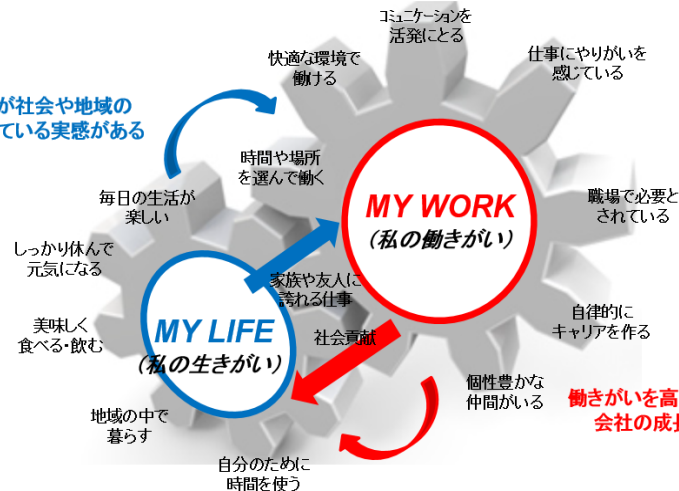 コミュニケーションを
活発にとる
仕事にやりがいを
感じている
快適な環境で
働ける
が社会や地域の
ている実感がある
時間や場所
を選んで働く
毎日の生活が
楽しい
MY WORK
(私の働きがい)
職場で必要と
されている
しっかり休んで
元気になる
家族や友人に
誇れる仕事
自律的に
キャリアを作る
美味しく
食べる・飲む
MY LIFE
(私の生きがい)
社会貢献
個性豊かな
仲間がいる
働きがいを高
会社の成長
地域の中で
暮らす
自分のために
時間を使う